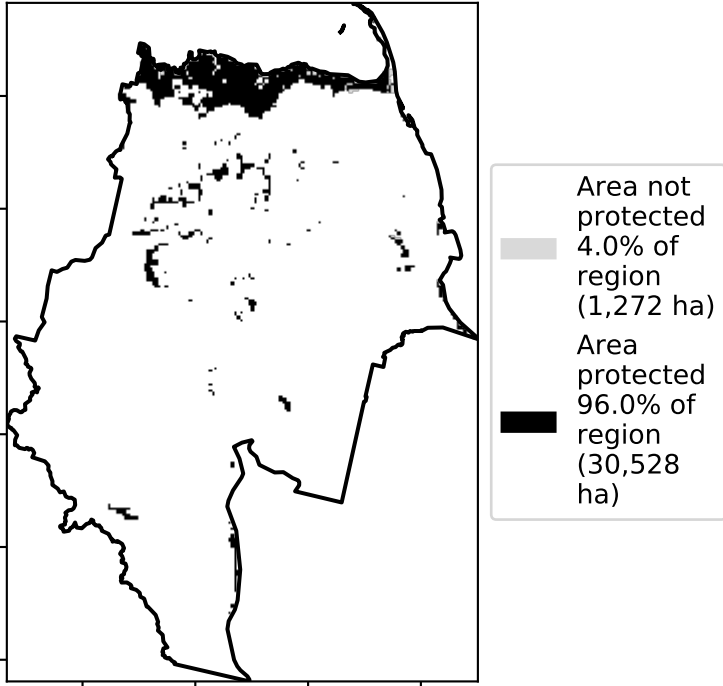 Area not
protected
4.0% of
region
(1,272 ha)
Area
protected
96.0% of
region
(30,528
ha)